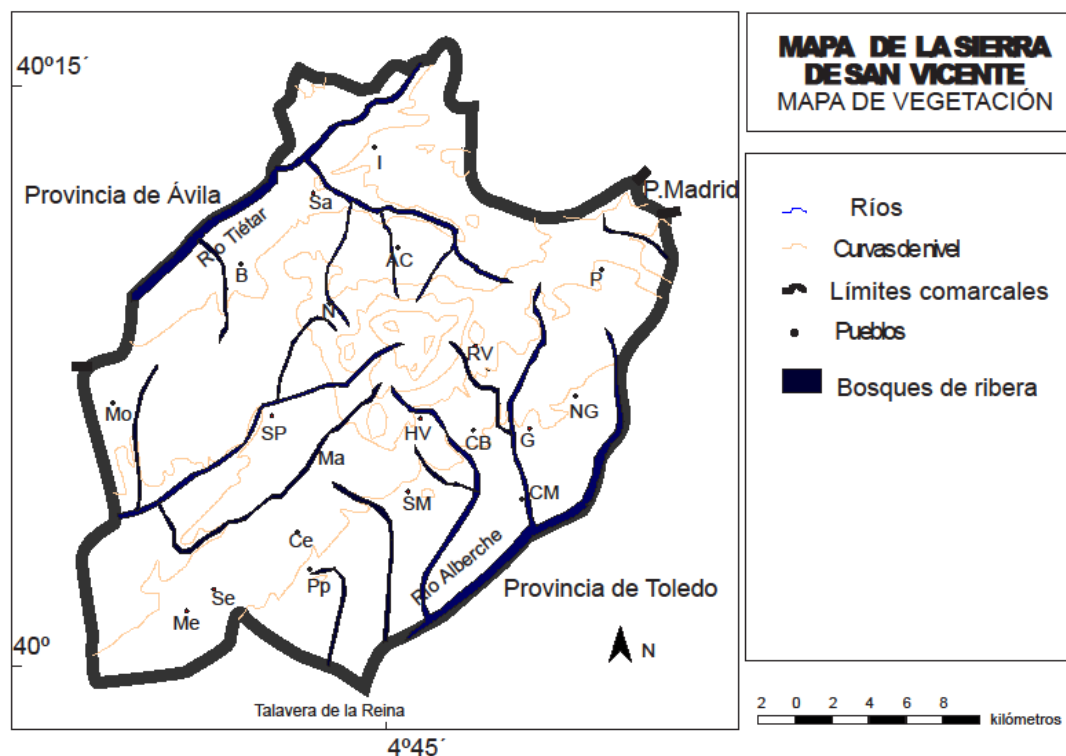 MAPA DE LA SIERRA
DE SAN VICENTE
MAPA DE VEGETACIÓN
40º15´
Provincia de Ávila
P.Madrid
Río Tiétar
I
Sa
AC
B
P
N
RV
Mo
NG
SP
HV
CB
G
Ma
SM
CM
Ce
Río Alberche
Pp
Se
Me
Provincia de Toledo
40º
N
Talavera de la Reina
4º45´
Ríos
Curvas de nivel
Límites comarcales
Pueblos
Bosques de ribera
2 0 2 4 6 8
kilómetros